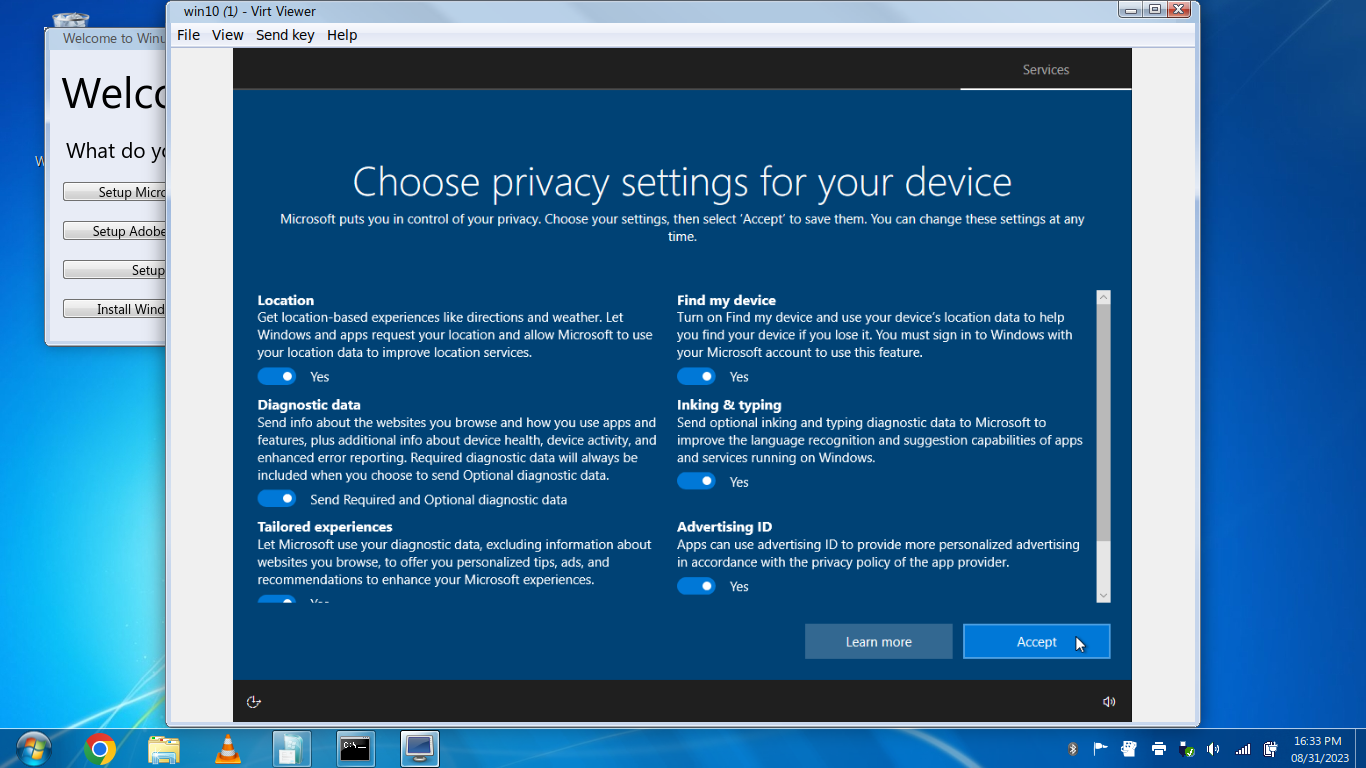 win10 (1) - Virt Viewer
File View Send key Help
Welcome to Winu
Welco
What do yo
Setup Micro
Setup Adobe
Setup
Install Wind
Services
Choose privacy settings for your device
Microsoft puts you in control of your privacy. Choose your settings, then select 'Accept' to save them. You can change these settings at any
time.
Location
Get location-based experiences like directions and weather. Let
Windows and apps request your location and allow Microsoft to use
your location data to improve location services.
Yes
Find my device
Turn on Find my device and use your device's location data to help
you find your device if you lose it. You must sign in to Windows with
your Microsoft account to use this feature.
Yes
Diagnostic data
Send info about the websites you browse and how you use apps and
features, plus additional info about device health, device activity, and
enhanced error reporting. Required diagnostic data will always be
included when you choose to send Optional diagnostic data.
Send Required and Optional diagnostic data
Inking & typing
Send optional inking and typing diagnostic data to Microsoft to
improve the language recognition and suggestion capabilities of apps
and services running on Windows.
Yes
Tailored experiences
Let Microsoft use your diagnostic data, excluding information about
websites you browse, to offer you personalized tips, ads, and
recommendations to enhance your Microsoft experiences.
Yes
Advertising ID
Apps can use advertising ID to provide more personalized advertising
in accordance with the privacy policy of the app provider.
Yes
Learn more
Accept
C:\._
16:33 PM
08/31/2023